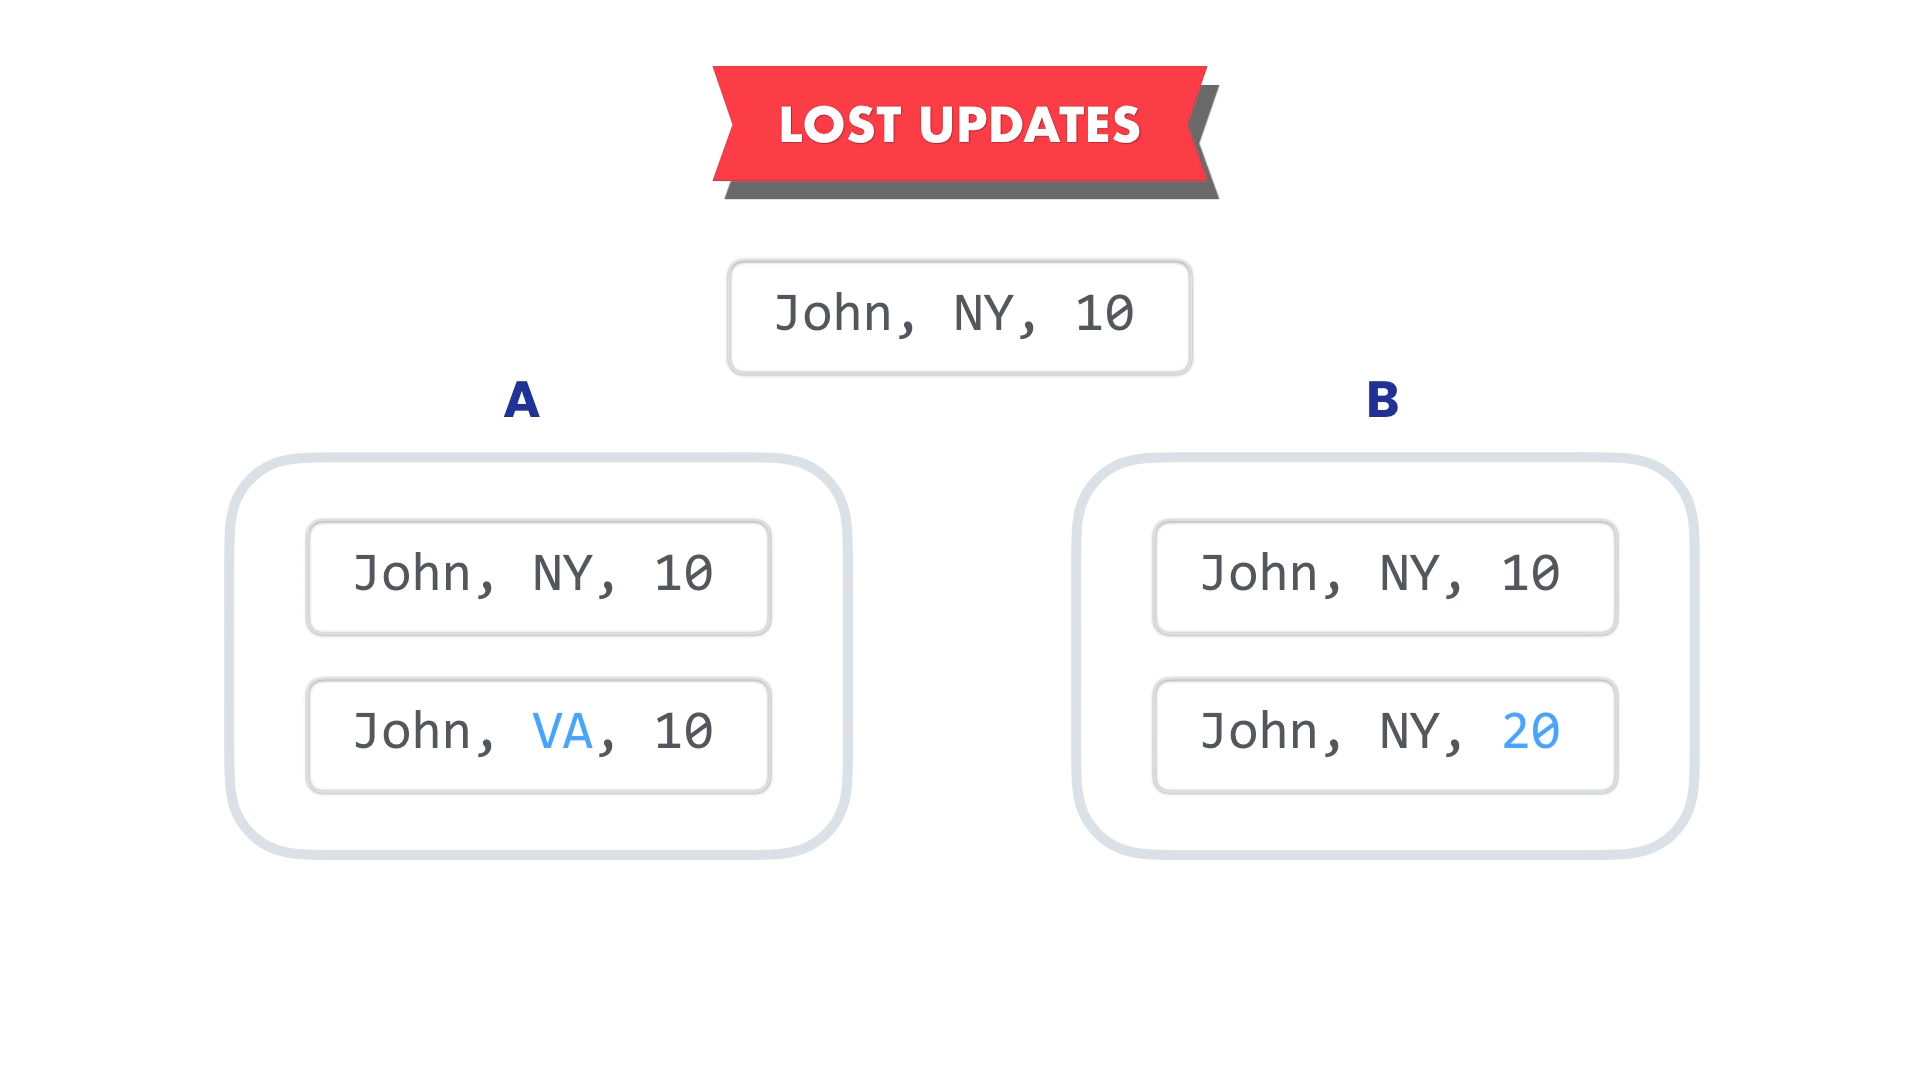 LOST UPDATES
John, NY, 10
A
B
John, NY, 10
John, VA, 10
John, NY, 10
John, NY, 20